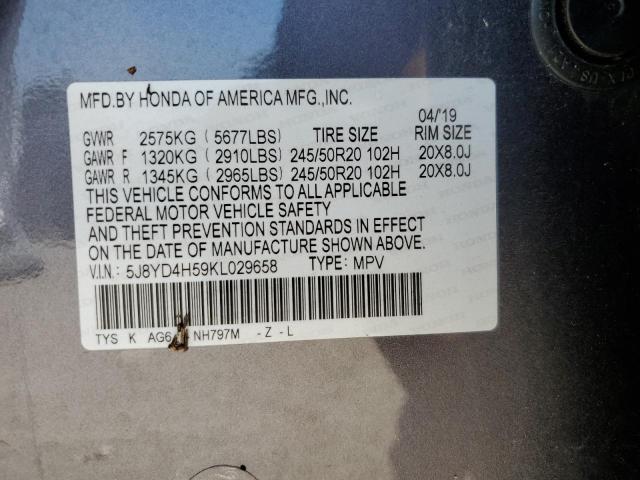 MFD.BY HONDA OF AMERICA MFG.,INC.
04/'19
GVWR 2575KG ( 5677LBS) TIRE SIZE RIM SIZE
GAWR F 1320KG ( 2910LBS) 245/50R20 102H 20X8.0J
GAWR R 1345KG ( 2965LBS) 245/50R20 102H 20X8.0J
THIS VEHICLE CONFORMS TO ALL APPLICABLE
FEDERAL MOTOR VEHICLE SAFETY
AND THEFT PREVENTION STANDARDS IN EFFECT
ON THE DATE OF MANUFACTURE SHOWN ABOVE.
V.I.N.: 5J8YD4H59KL029658 TYPE: MPV
TYS K AG6 NH797M -Z -L